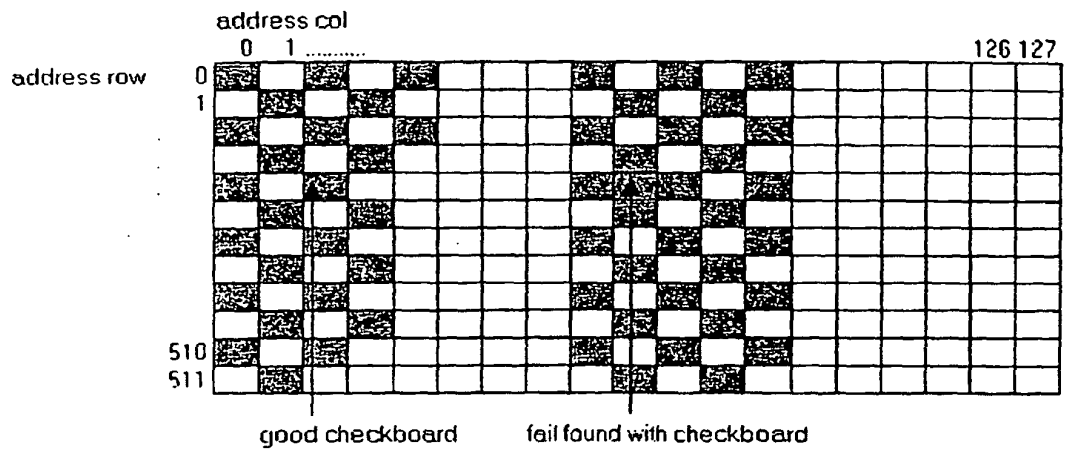 address col
0 1 ........... 126 127
address row 0
1
510
511
good checkboard fail found with checkboard